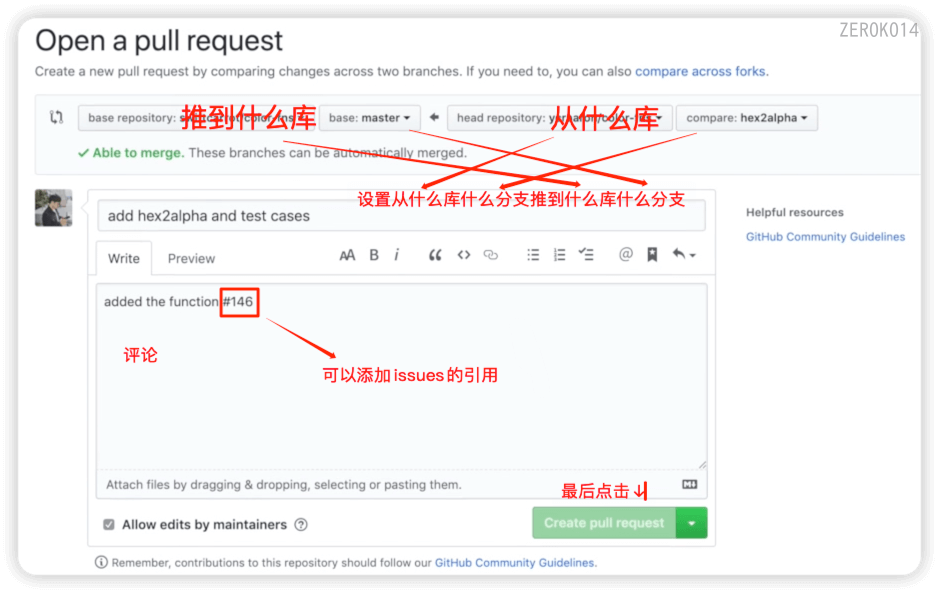 ZEROK014
Open a pull request
Create a new pull request by comparing changes across two branches. If you need to, you can also compare across forks.
base repository:
推到什么库
base: master
head repository:
从什么库
compare: hex2alpha
Able to merge. These branches can be automatically merged.
设置从什么库什么分支推到什么库什么分支
add hex2alpha and test cases
Helpful resources
GitHub Community Guidelines
Write Preview AA B i
added the function #146
评论
可以添加issues的引用
Attach files by dragging & dropping, selecting or pasting them.
最后点击
Allow edits by maintainers
Create pull request
Remember, contributions to this repository should follow our GitHub Community Guidelines.